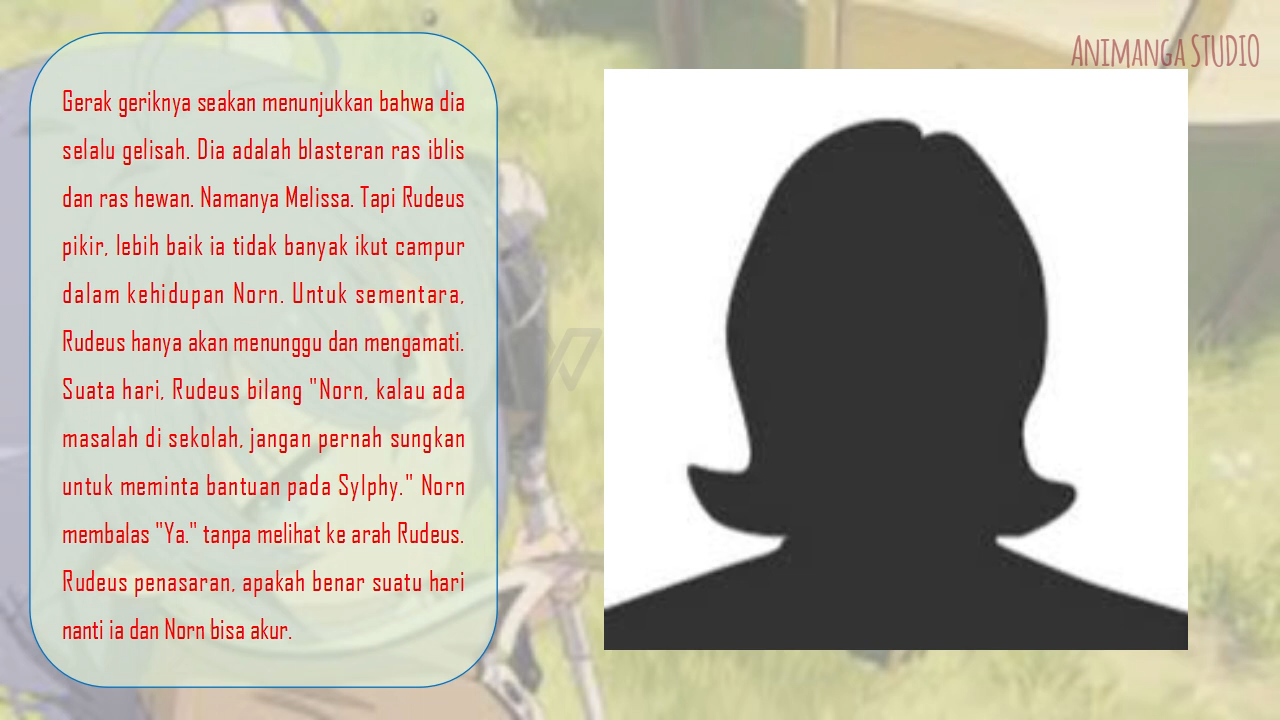 Animanga STUDIO
Gerak geriknya seakan menunjukkan bahwa dia
selalu gelisah. Dia adalah blasteran ras iblis
dan ras hewan. Namanya Melissa. Tapi Rudeus
pikir, lebih baik ia tidak banyak ikut campur
dalam kehidupan Norn. Untuk sementara,
Rudeus hanya akan menunggu dan mengamati.
Suata hari, Rudeus bilang "Norn, kalau ada
masalah di sekolah, jangan pernah sungkan
untuk meminta bantuan pada Sylphy." Norn
membalas "Ya." tanpa melihat ke arah Rudeus.
Rudeus penasaran, apakah benar suatu hari
nanti ia dan Norn bisa akur.